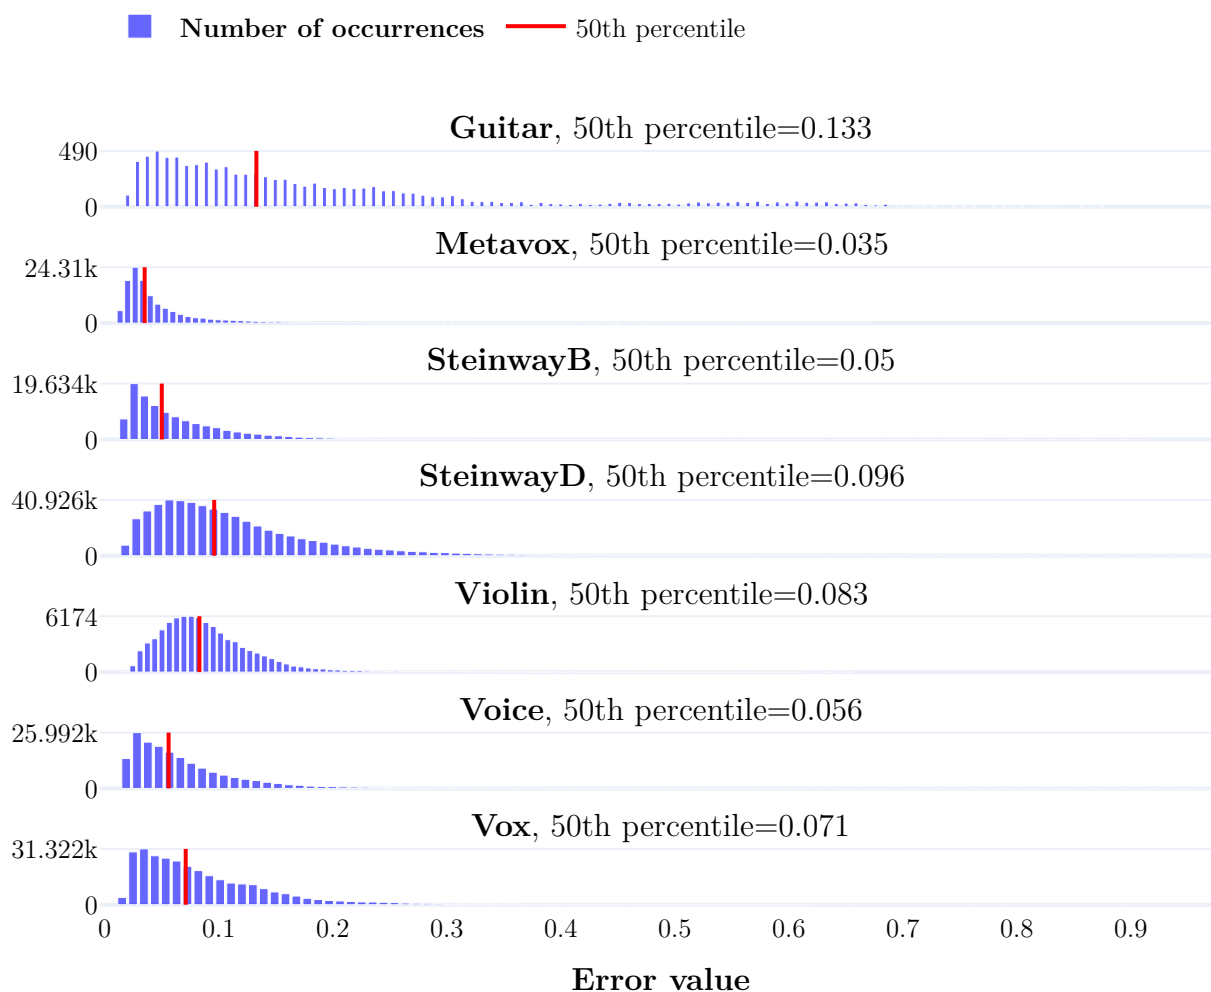 Number of occurrences 50th percentile
Guitar, 50th percentile=0.133
490
0
Metavox, 50th percentile=0.035
24.31k
0
SteinwayB, 50th percentile=0.05
19.634k
0
SteinwayD, 50th percentile=0.096
40.926k
0
Violin, 50th percentile=0.083
6174
0
Voice, 50th percentile=0.056
25.992k
0
Vox, 50th percentile=0.071
31.322k
0
0 0.1 0.2 0.3 0.4 0.5 0.6 0.7 0.8 0.9
Error value